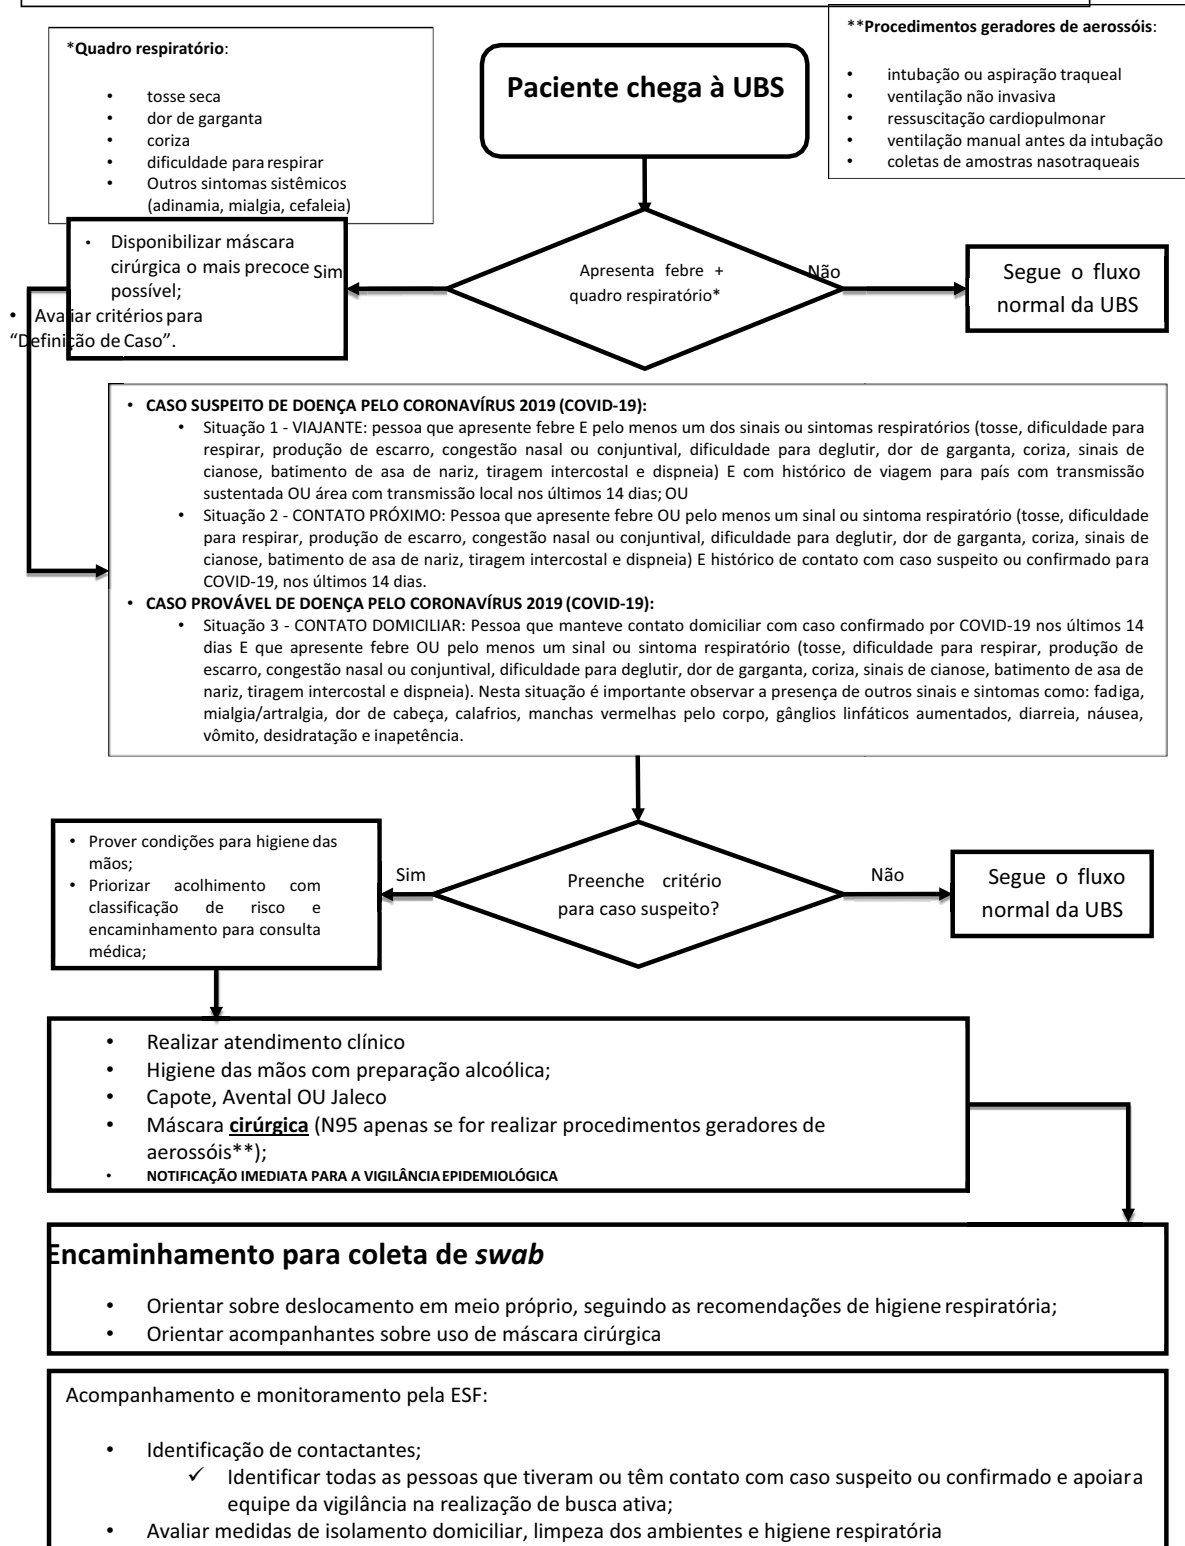 *Quadro respiratório:
• tosse seca
• dor de garganta
• coriza
• dificuldade para respirar
• Outros sintomas sistêmicos
(adinamia, mialgia, cefaleia)
Paciente chega à UBS
**Procedimentos geradores de aerossóis:
• intubação ou aspiração traqueal
• ventilação não invasiva
• ressuscitação cardiopulmonar
• ventilação manual antes da intubação
• coletas de amostras nasotraqueais
• Disponibilizar máscara
cirúrgica o mais precoce
possível;
• Avaliar critérios para
“Definição de Caso”.
Sim
Apresenta febre +
quadro respiratório*
Não
Segue o fluxo
normal da UBS
• CASO SUSPEITO DE DOENÇA PELO CORONAVÍRUS 2019 (COVID-19):
• Situação 1 - VIAJANTE: pessoa que apresente febre E pelo menos um dos sinais ou sintomas respiratórios (tosse, dificuldade para
respirar, produção de escarro, congestão nasal ou conjuntival, dificuldade para deglutir, dor de garganta, coriza, sinais de
cianose, batimento de asa de nariz, tiragem intercostal e dispneia) E com histórico de viagem para país com transmissão
sustentada OU área com transmissão local nos últimos 14 dias; OU
• Situação 2 - CONTATO PRÓXIMO: Pessoa que apresente febre OU pelo menos um sinal ou sintoma respiratório (tosse, dificuldade
para respirar, produção de escarro, congestão nasal ou conjuntival, dificuldade para deglutir, dor de garganta, coriza, sinais de
cianose, batimento de asa de nariz, tiragem intercostal e dispneia) E histórico de contato com caso suspeito ou confirmado para
COVID-19, nos últimos 14 dias.
• CASO PROVÁVEL DE DOENÇA PELO CORONAVÍRUS 2019 (COVID-19):
• Situação 3 - CONTATO DOMICILIAR: Pessoa que manteve contato domiciliar com caso confirmado por COVID-19 nos últimos 14
dias E que apresente febre OU pelo menos um sinal ou sintoma respiratório (tosse, dificuldade para respirar, produção de
escarro, congestão nasal ou conjuntival, dificuldade para deglutir, dor de garganta, coriza, sinais de cianose, batimento de asa de
nariz, tiragem intercostal e dispneia). Nesta situação é importante observar a presença de outros sinais e sintomas como: fadiga,
mialgia/artralgia, dor de cabeça, calafrios, manchas vermelhas pelo corpo, gânglios linfáticos aumentados, diarreia, náusea,
vômito, desidratação e inapetência.
• Prover condições para higiene das
mãos;
• Priorizar acolhimento com
classificação de risco e
encaminhamento para consulta
médica;
Sim
Preenche critério
para caso suspeito?
Não
Segue o fluxo
normal da UBS
• Realizar atendimento clínico
• Higiene das mãos com preparação alcoólica;
• Capote, Avental OU Jaleco
• Máscara cirúrgica (N95 apenas se for realizar procedimentos geradores de
aerossóis**);
• NOTIFICAÇÃO IMEDIATA PARA A VIGILÂNCIA EPIDEMIOLÓGICA
Encaminhamento para coleta de swab
• Orientar sobre deslocamento em meio próprio, seguindo as recomendações de higiene respiratória;
• Orientar acompanhantes sobre uso de máscara cirúrgica
Acompanhamento e monitoramento pela ESF:
• Identificação de contactantes;
✓ Identificar todas as pessoas que tiveram ou têm contato com caso suspeito ou confirmado e apoiar a
equipe da vigilância na realização de busca ativa;
• Avaliar medidas de isolamento domiciliar, limpeza dos ambientes e higiene respiratória